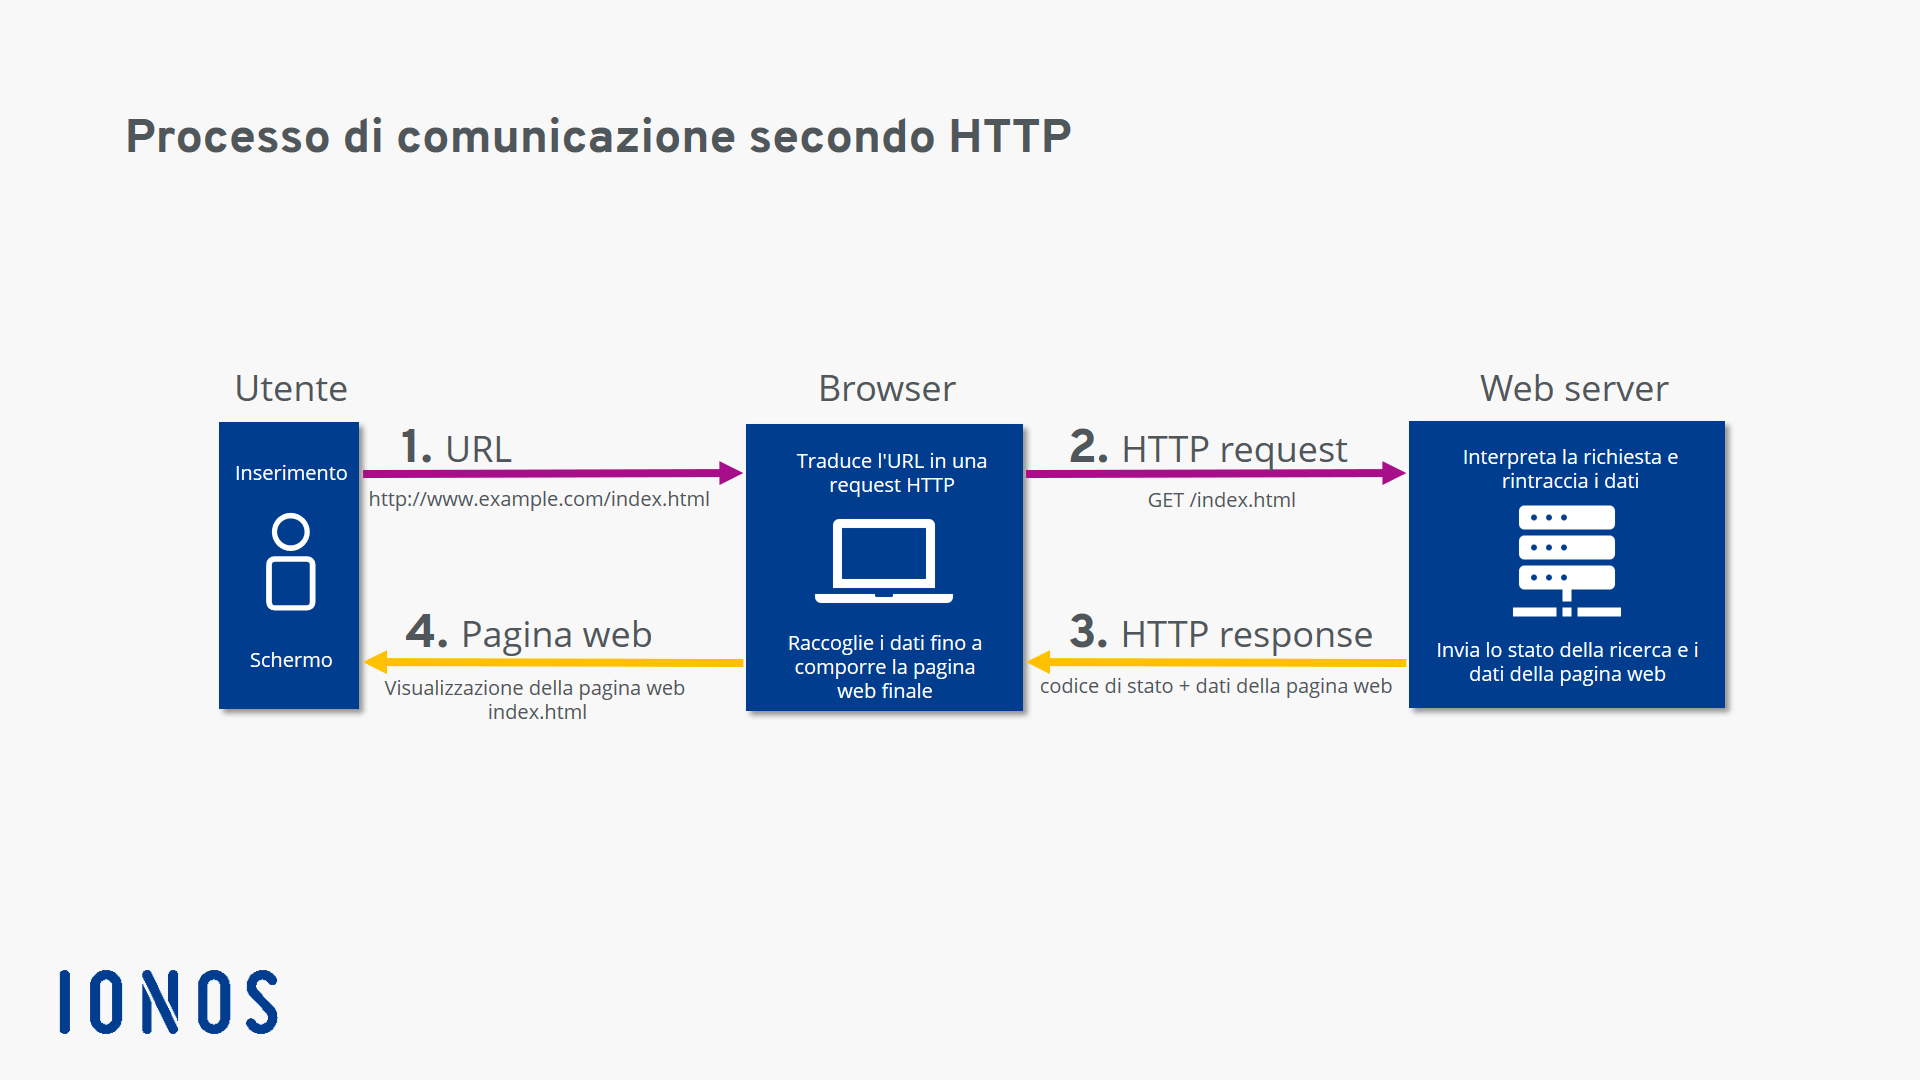 Processo di comunicazione secondo HTTP
Utente
Browser
Web server
Inserimento
Schermo
1. URL
http://www.example.com/index.html
Traduce l'URL in una
request HTTP
2. HTTP request
GET /index.html
Interpreta la richiesta e
rintraccia i dati
Invia lo stato della ricerca e i
dati della pagina web
3. HTTP response
codice di stato + dati della pagina web
Raccoglie i dati fino a
comporre la pagina
web finale
4. Pagina web
Visualizzazione della pagina web
index.html
IONOS